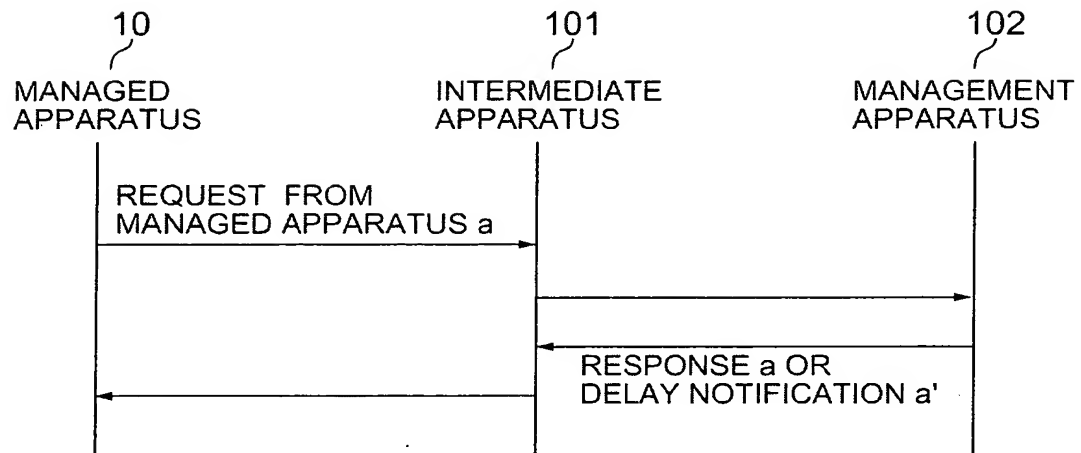 10
101
102
MANAGED
APPARATUS
INTERMEDIATE
APPARATUS
MANAGEMENT
APPARATUS
REQUEST FROM
MANAGED APPARATUS a
RESPONSE a OR
DELAY NOTIFICATION a'